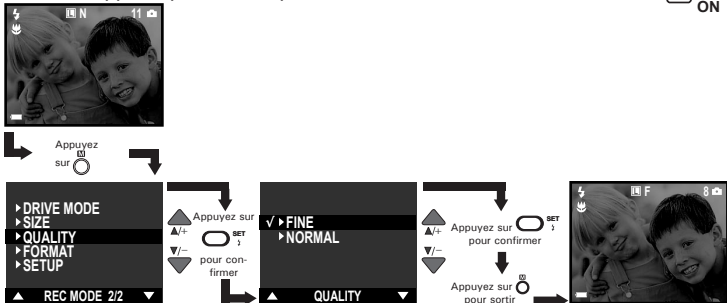 ON
L N 11
Appuyez
M
sur
DRIVE MODE
SIZE
QUALITY
FORMAT
SETUP
REC MODE 2/2
▲/+
▼/−
Appuyez sur
SET
pour con-
firmer
√ FINE
NORMAL
QUALITY
▲/+
▼/−
Appuyez sur SET
pour confirmer
Appuyez sur M
pour sortir
L F 8